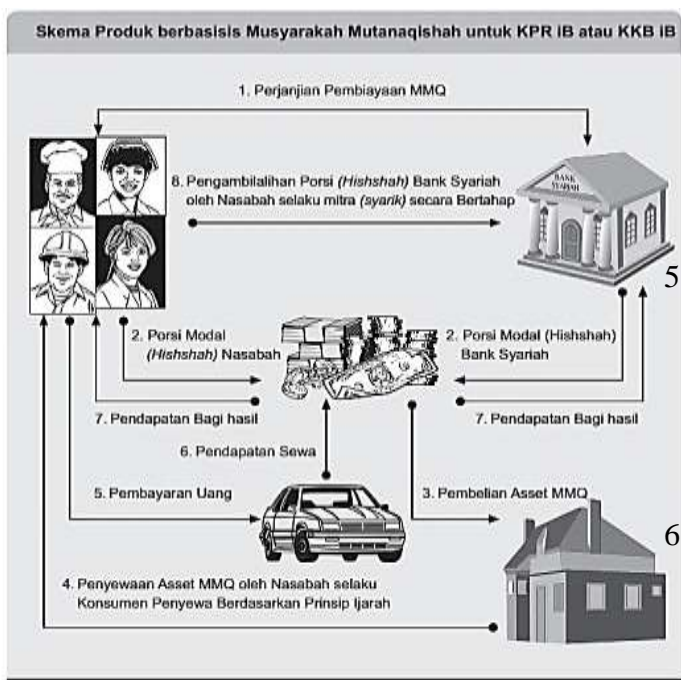 Skema Produk berbasisis Musyarakah Mutanaqishah untuk KPR iB atau KKB iB
1. Perjanjian Pembiayaan MMQ
BANK
SYARIAH
8. Pengambilalihan Porsi (Hishshah) Bank Syariah
oleh Nasabah selaku mitra (syarik) secara Bertahap
5
2. Porsi Modal
(Hishshah) Nasabah
2. Porsi Modal (Hishshah)
Bank Syariah
7. Pendapatan Bagi hasil
7. Pendapatan Bagi hasil
6. Pendapatan Sewa
5. Pembayaran Uang
3. Pembelian Asset MMQ
6
4. Penyewaan Asset MMQ oleh Nasabah selaku
Konsumen Penyewa Berdasarkan Prinsip Ijarah